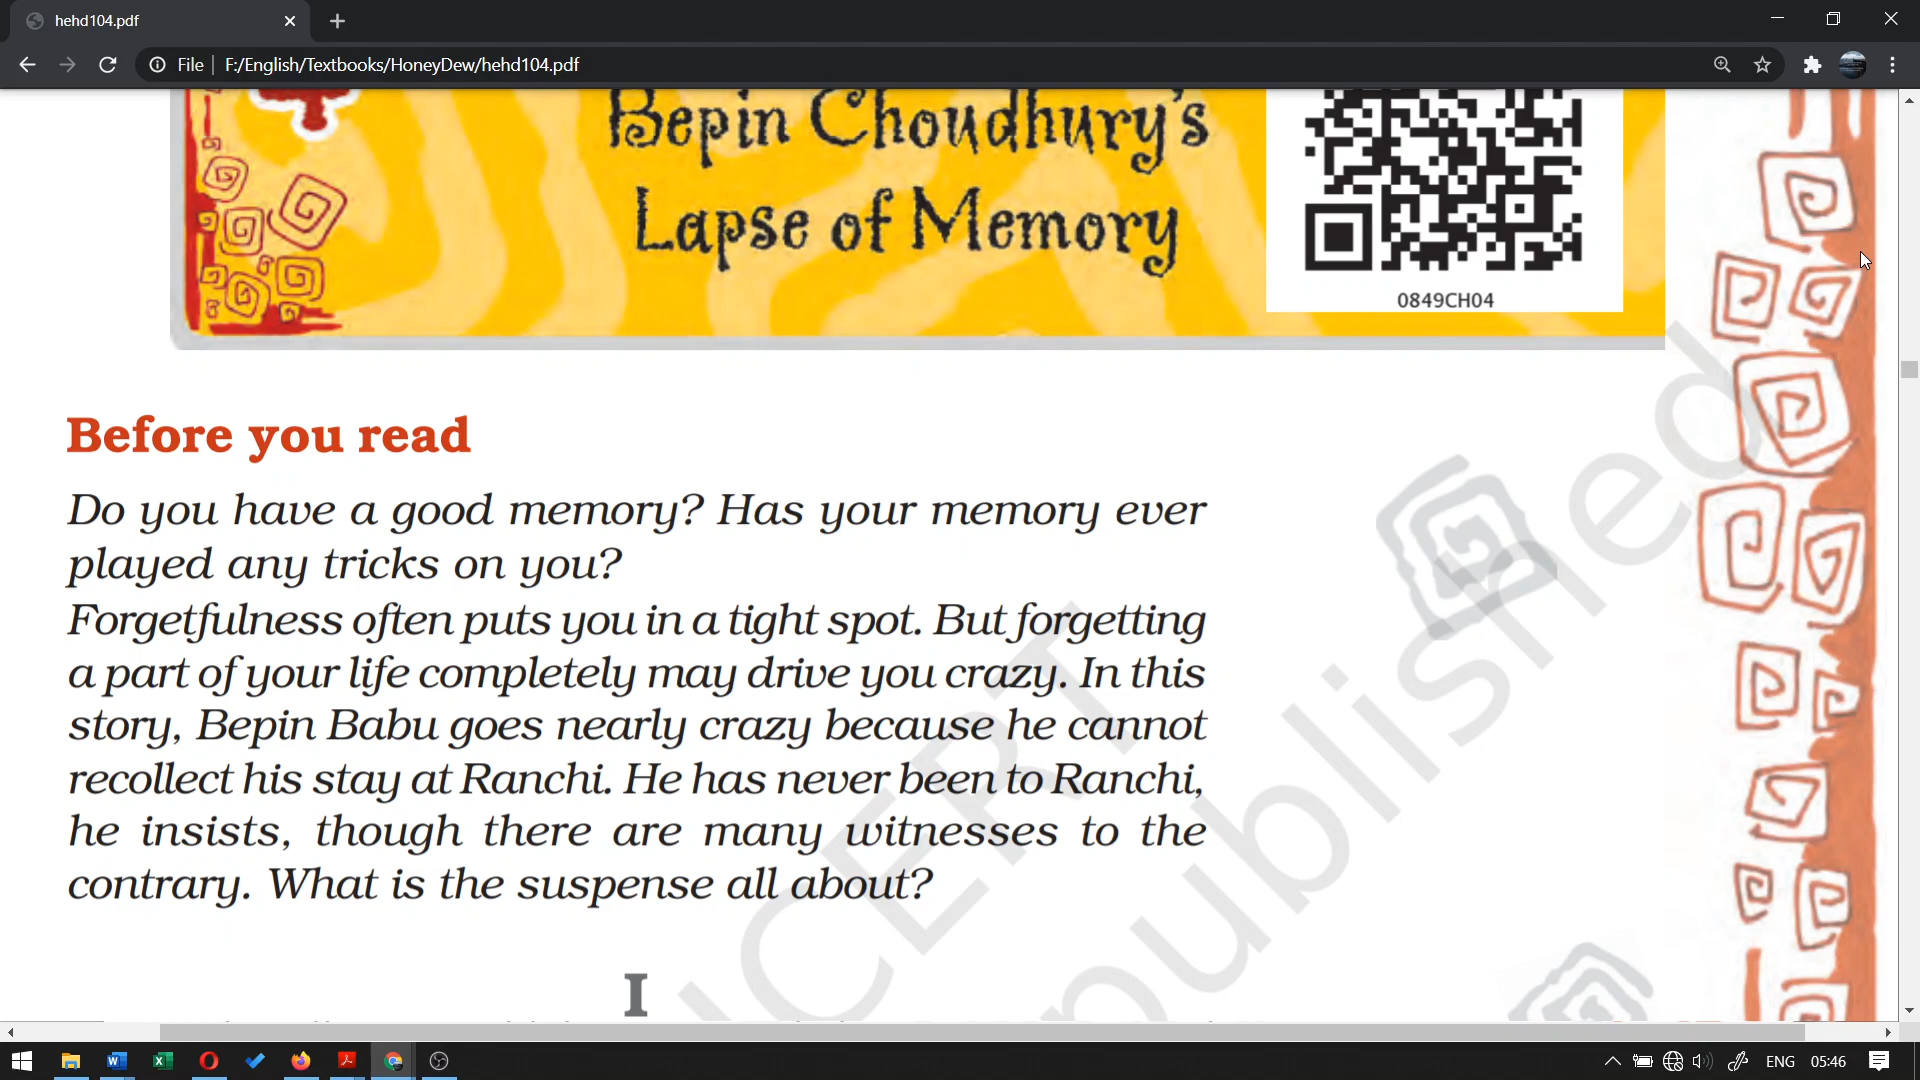 hehd104.pdf
File
F:/English/Textbooks/HoneyDew/hehd104.pdf
Bepin Choudhury's
Lapse of Memory
0849CH04
Before you read
Do you have a good memory? Has your memory ever
played any tricks on you?
Forgetfulness often puts you in a tight spot. But forgetting
a part of your life completely may drive you crazy. In this
story, Bepin Babu goes nearly crazy because he cannot
recollect his stay at Ranchi. He has never been to Ranchi,
he insists, though there are many witnesses to the
contrary. What is the suspense all about?
I
NCERT
published
ENG
05:46